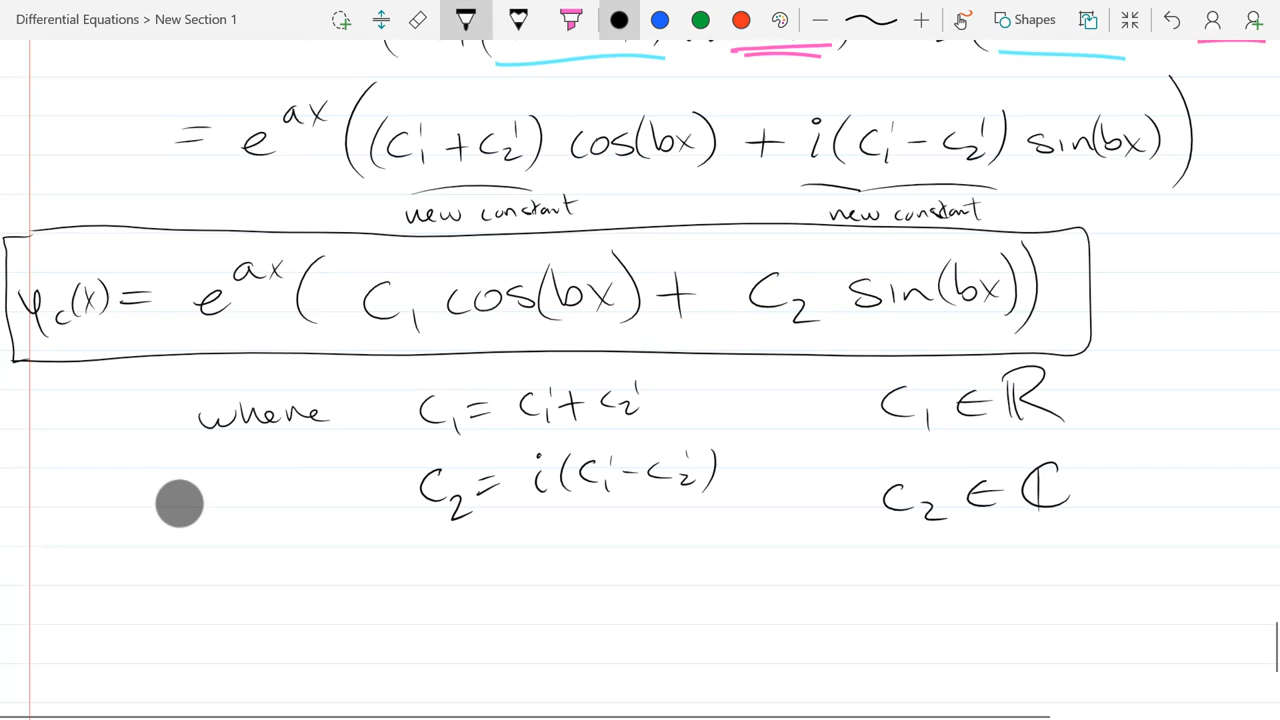 Differential Equations > New Section 1
Shapes
= e^{ax} ((c_1' + c_2') cos(bx) + i(c_1' - c_2') sin(bx))
new constant new constant
y_c(x) = e^{ax} ( C_1 cos(bx) + C_2 sin(bx))
where C_1 = c_1' + c_2' C_1 ∈ ℝ
C_2 = i(c_1' - c_2') C_2 ∈ ℂ